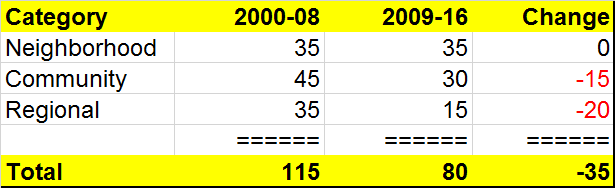 Category 2000-08 2009-16 Change
Neighborhood 35 35 0
Community 45 30 -15
Regional 35 15 -20
====== ====== ======
Total 115 80 -35